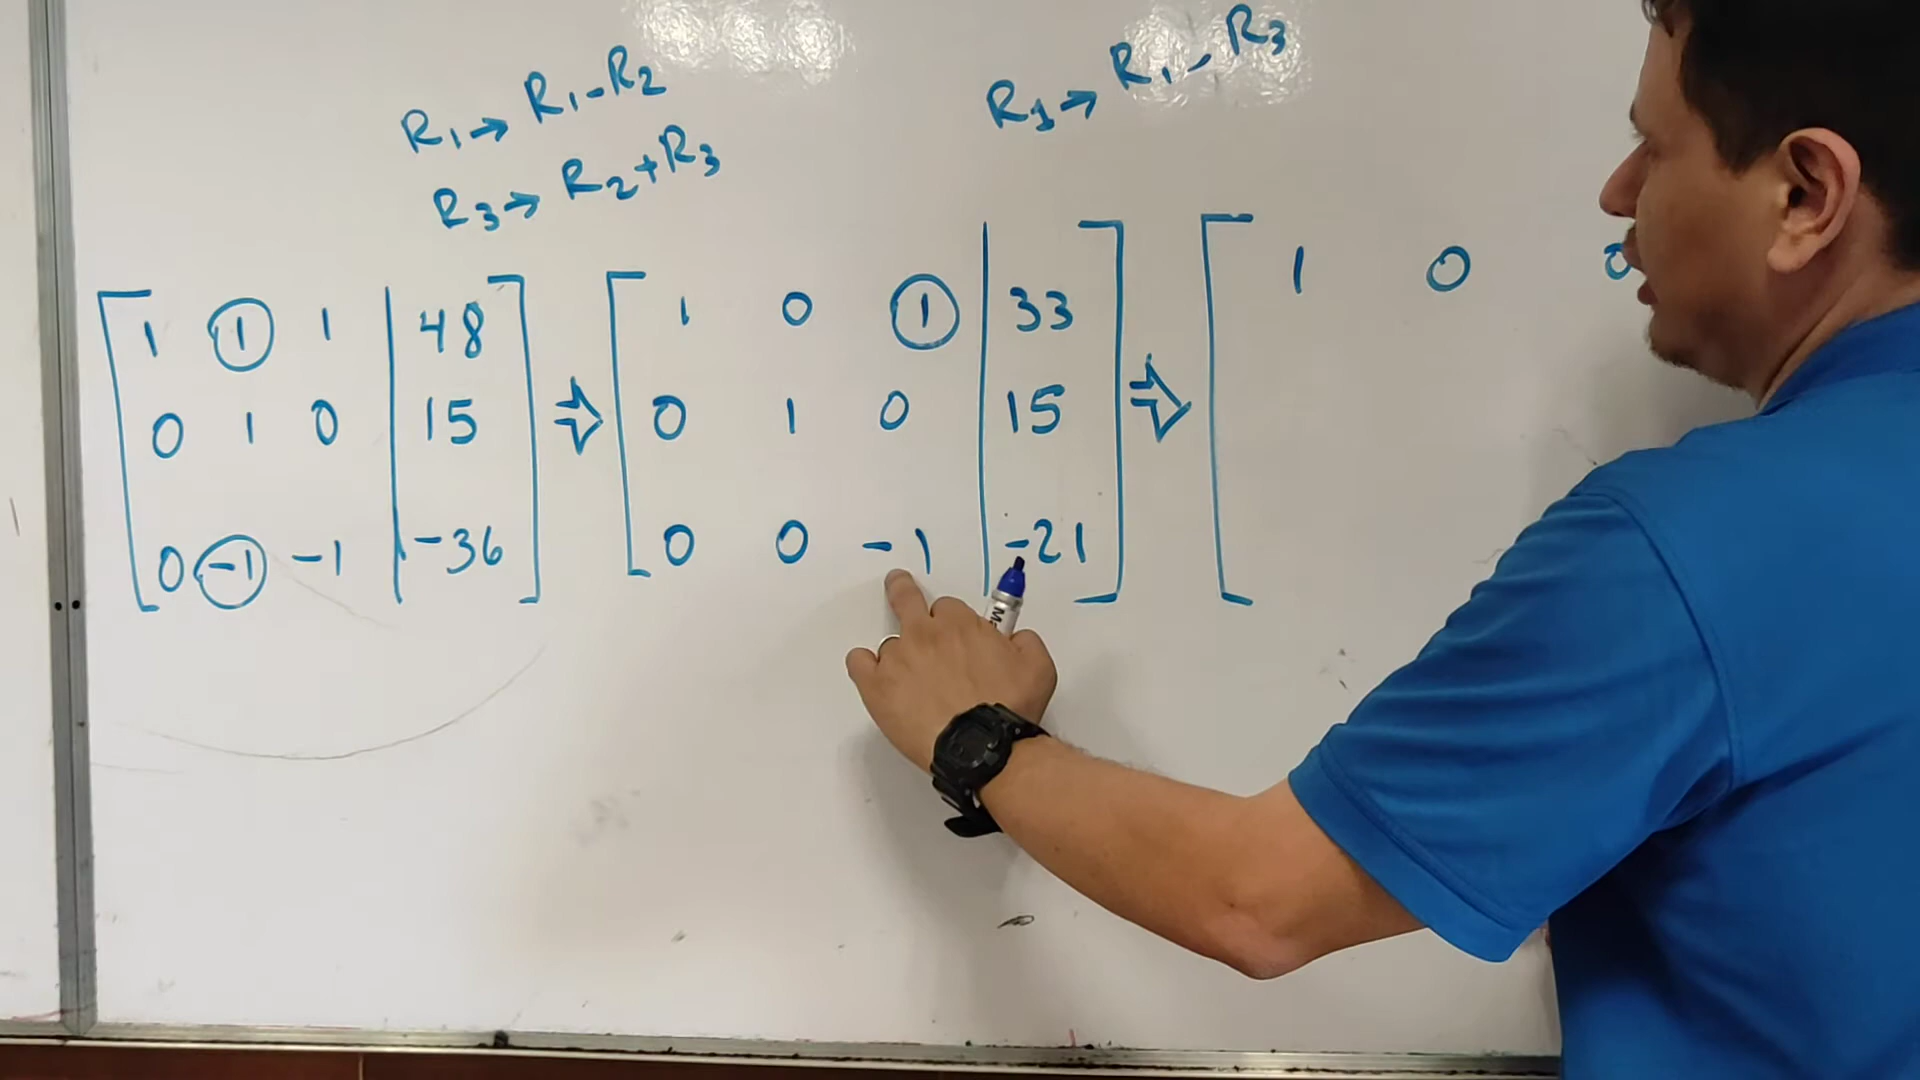 R1→ R1-R2
R3→ R2+R3
R1→ R1-R3
1 1 1 | 48
0 1 0 | 15
0 -1 -1 | -36
⇒
1 0 1 | 33
0 1 0 | 15
0 0 -1 | -21
⇒
1 0 0